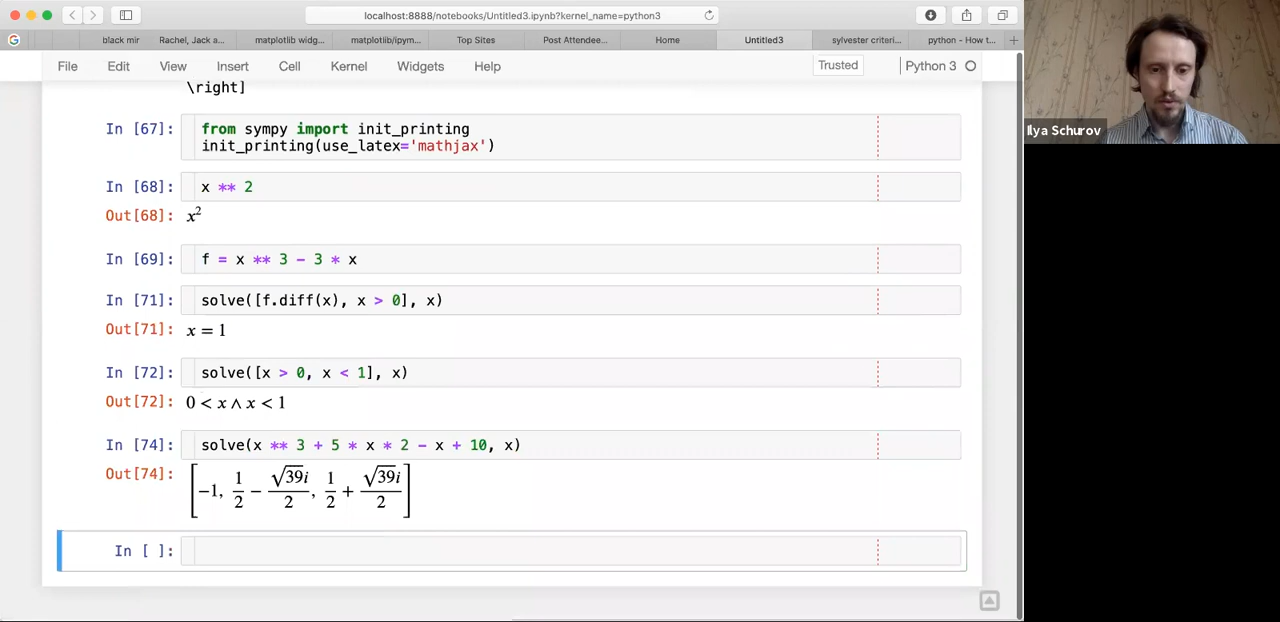 localhost:8888/notebooks/Untitled3.ipynb?kernel_name=python3
G black mir Rachel, Jack a... matplotlib widg... matplotlib/ipym... Top Sites Post Attendee... Home Untitled3 sylvester criteri... python - How t... +
File Edit View Insert Cell Kernel Widgets Help Trusted Python 3
\right]
In [67]: from sympy import init_printing
init_printing(use_latex='mathjax')
In [68]: x ** 2
Out[68]: x²
In [69]: f = x ** 3 - 3 * x
In [71]: solve([f.diff(x), x > 0], x)
Out[71]: x = 1
In [72]: solve([x > 0, x < 1], x)
Out[72]: 0 < x ∧ x < 1
In [74]: solve(x ** 3 + 5 * x * 2 - x + 10, x)
Out[74]: [−1, 1/2 − √39i/2, 1/2 + √39i/2]
In [ ]:
Ilya Schurov